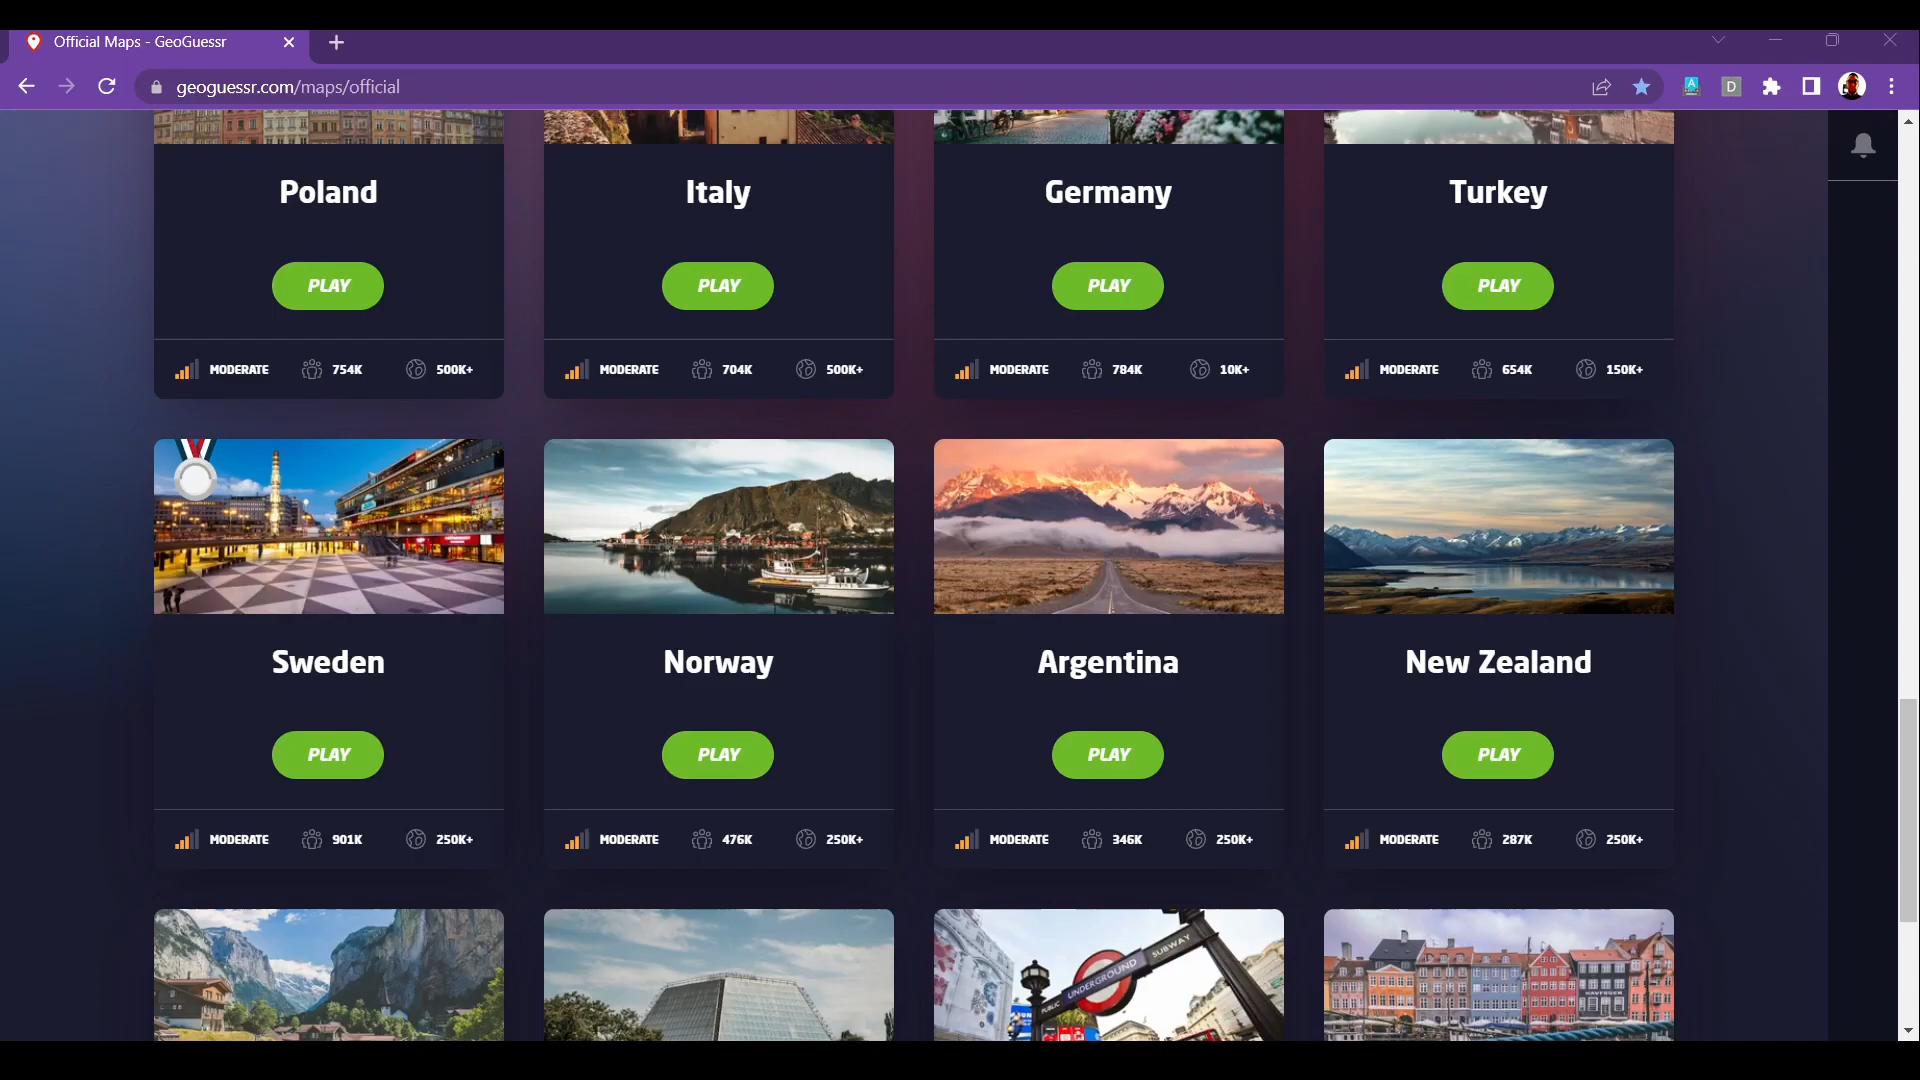 Official Maps - GeoGuessr
geoguessr.com/maps/official
D
Poland
Italy
Germany
Turkey
PLAY
PLAY
PLAY
PLAY
MODERATE 754K 500K+
MODERATE 704K 500K+
MODERATE 784K 10K+
MODERATE 654K 150K+
Sweden
Norway
Argentina
New Zealand
PLAY
PLAY
PLAY
PLAY
MODERATE 901K 250K+
MODERATE 476K 250K+
MODERATE 346K 250K+
MODERATE 287K 250K+
PUBLIC SUBWAY
UNDERGROUND
HAVFRUEN